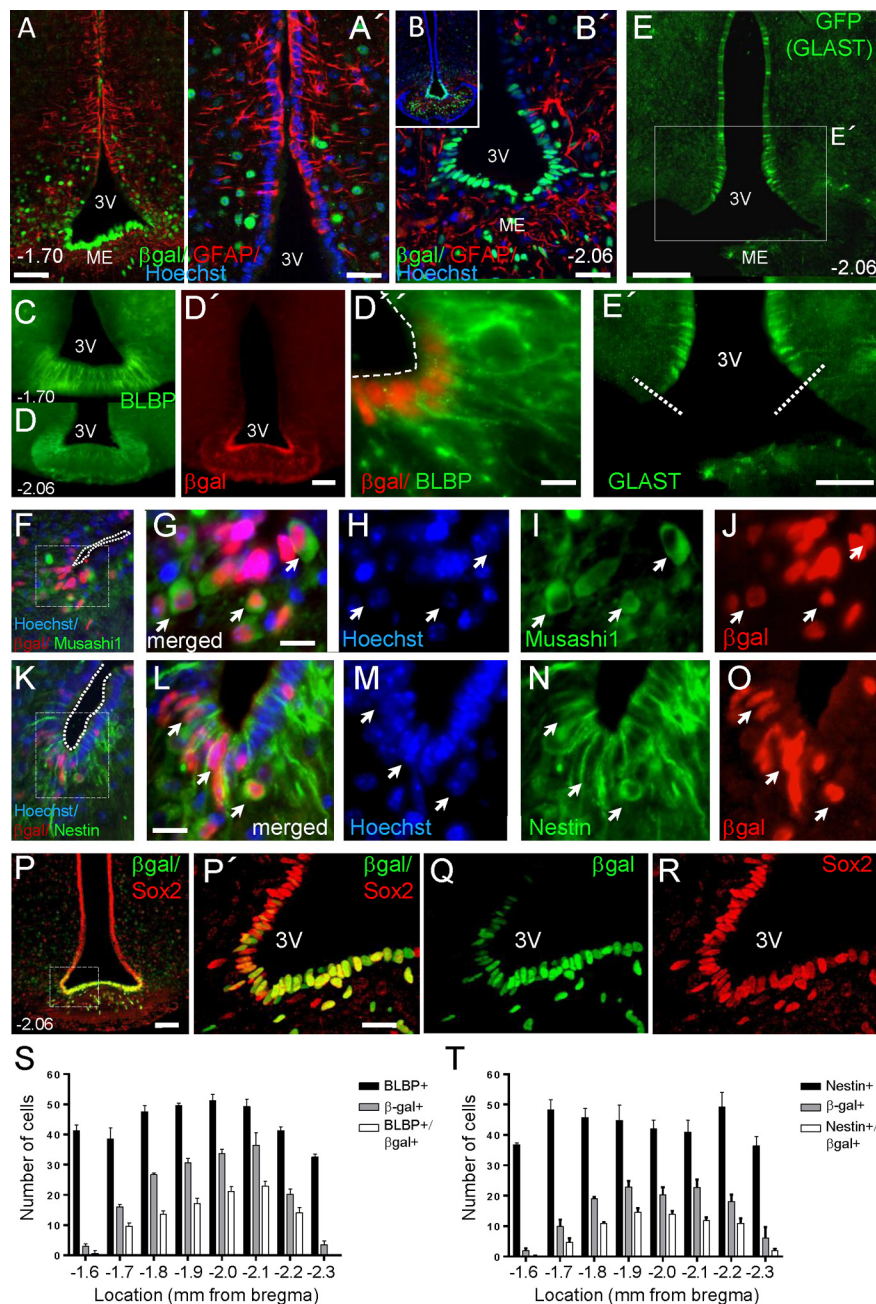 A
A´
B
B´
E
GFP
(GLAST)
E´
3V
3V
3V
3V
-1.70
ME
βgal/GFAP/
Hoechst
ME
-2.06
ME
-2.06
C
3V
-1.70
BLBP
D
3V
-2.06
D´
βgal
D´´
βgal/BLBP
E´
3V
GLAST
F
Hoechst/
βgal/Musashi1
G
merged
H
Hoechst
I
Musashi1
J
βgal
K
Hoechst/
βgal/Nestin
L
merged
M
Hoechst
N
Nestin
O
βgal
P
βgal/
Sox2
-2.06
P´
βgal/
Sox2
3V
Q
βgal
3V
R
Sox2
3V
S
Number of cells
60
50
40
30
20
10
0
BLBP+
β-gal+
BLBP+/
βgal+
-1.6 -1.7 -1.8 -1.9 -2.0 -2.1 -2.2 -2.3
Location (mm from bregma)
T
Number of cells
60
50
40
30
20
10
0
Nestin+
β-gal+
Nestin+/
βgal+
-1.6 -1.7 -1.8 -1.9 -2.0 -2.1 -2.2 -2.3
Location (mm from bregma)